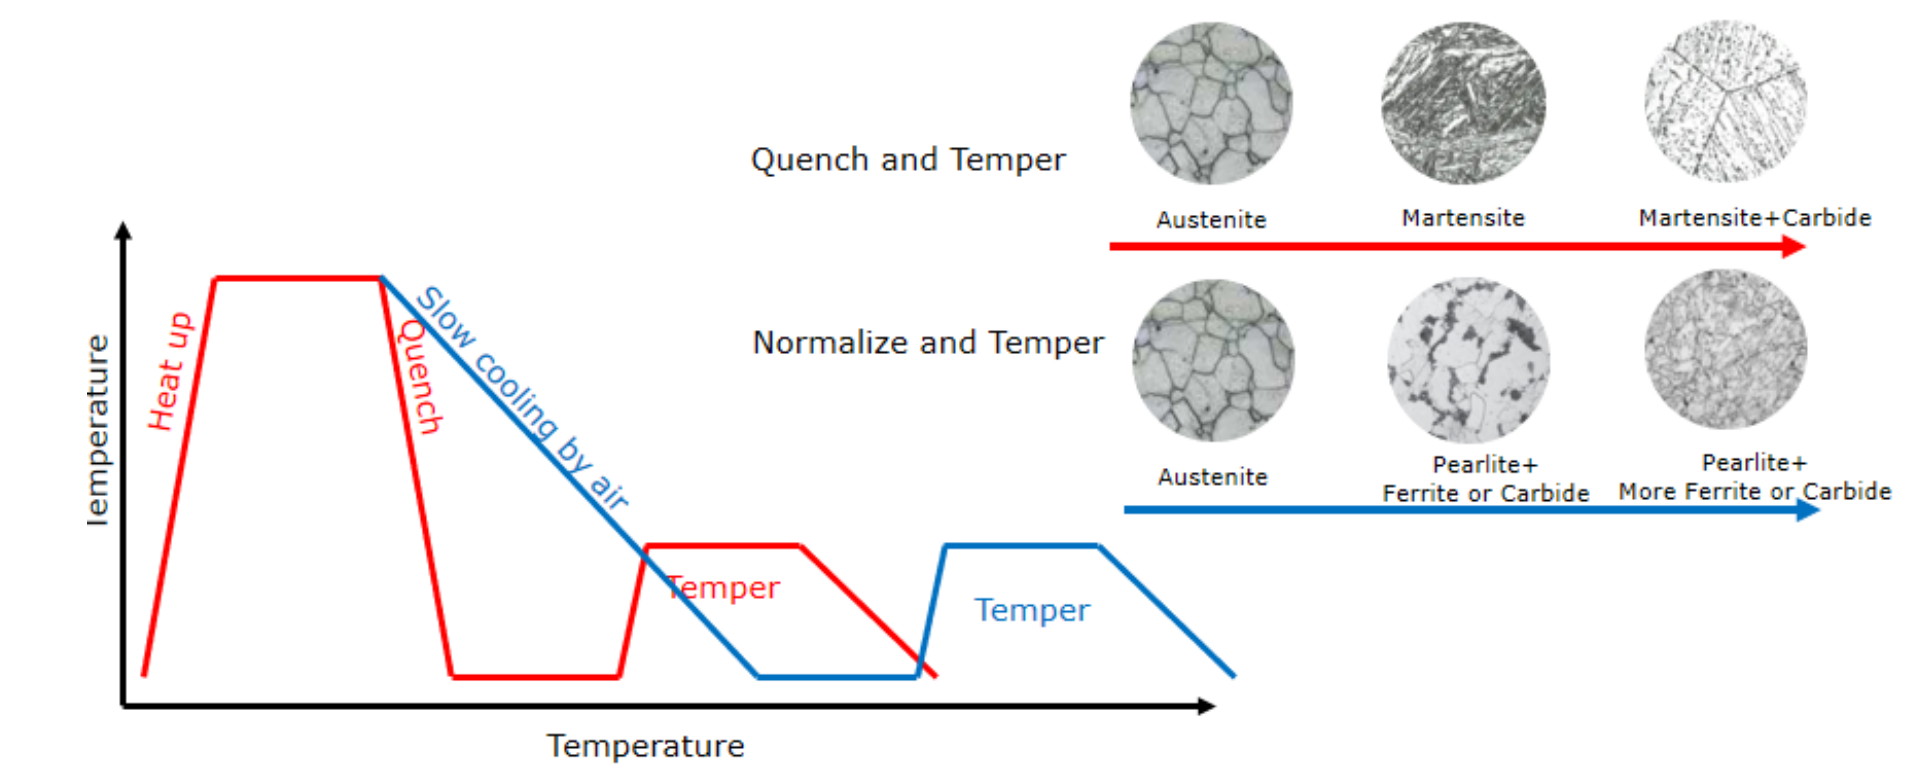 Quench and Temper
Austenite
Martensite
Martensite+Carbide
Normalize and Temper
Austenite
Pearlite+
Ferrite or Carbide
Pearlite+
More Ferrite or Carbide
Temperature
Heat up
Quench
Slow cooling by air
Temper
Temper
Temperature